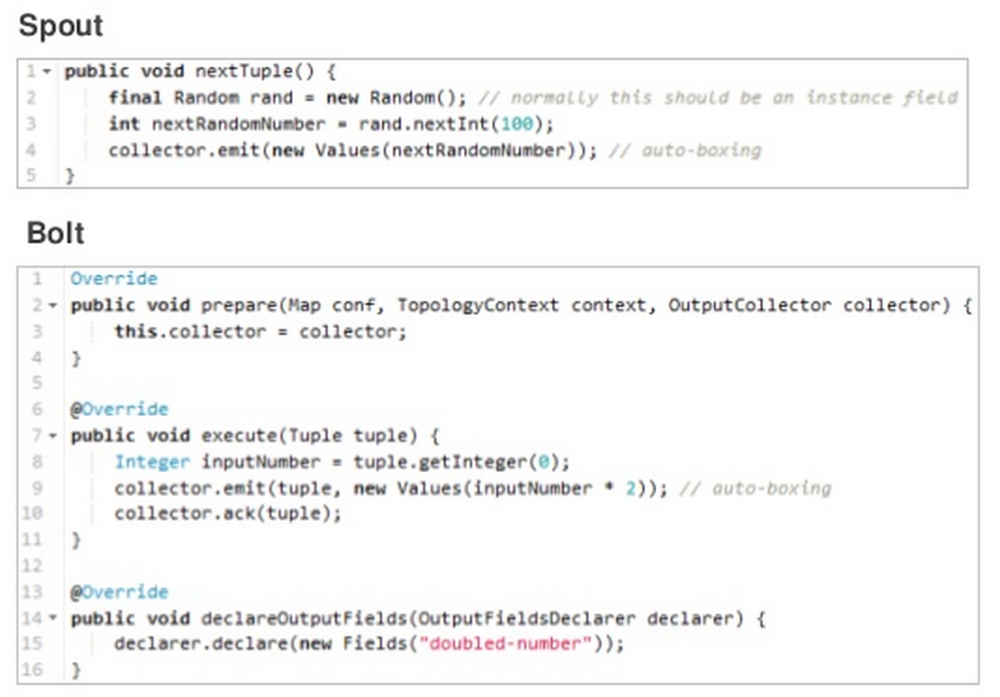 Spout
1 public void nextTuple() {
2 final Random rand = new Random(); // normally this should be an instance field
3 int nextRandomNumber = rand.nextInt(100);
4 collector.emit(new Values(nextRandomNumber)); // auto-boxing
5 }
Bolt
1 Override
2 public void prepare(Map conf, TopologyContext context, OutputCollector collector) {
3 this.collector = collector;
4 }
5
6 @Override
7 public void execute(Tuple tuple) {
8 Integer inputNumber = tuple.getInteger(0);
9 collector.emit(tuple, new Values(inputNumber * 2)); // auto-boxing
10 collector.ack(tuple);
11 }
12
13 @Override
14 public void declareOutputFields(OutputFieldsDeclarer declarer) {
15 declarer.declare(new Fields("doubled-number"));
16 }